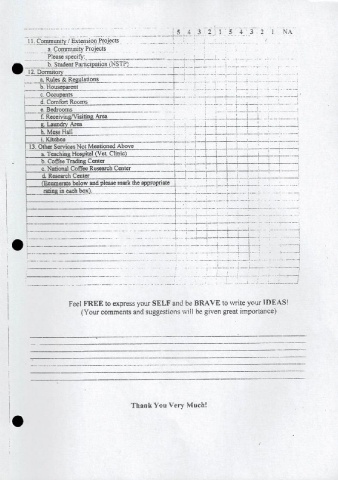 5 4 3 2 1 5 4 3 2 1 NA
11. Community / Extension Projects
a. Community Projects
Please specify:
b. Student Participation (NSTP)
12. Dormitory
a. Rules & Regulations
b. Houseparent
c. Occupants
d. Comfort Rooms
e. Bedrooms
f. Receiving/Visiting Area
g. Laundry Area
h. Mess Hall
i. Kitchen
13. Other Services Not Mentioned Above
a. Teaching Hospital (Vet. Clinic)
b. Coffee Trading Center
c. National Coffee Research Center
d. Research Center
(Enumerate below and please mark the appropriate
rating in each box).
Feel FREE to express your SELF and be BRAVE to write your IDEAS!
(Your comments and suggestions will be given great importance)
Thank You Very Much!